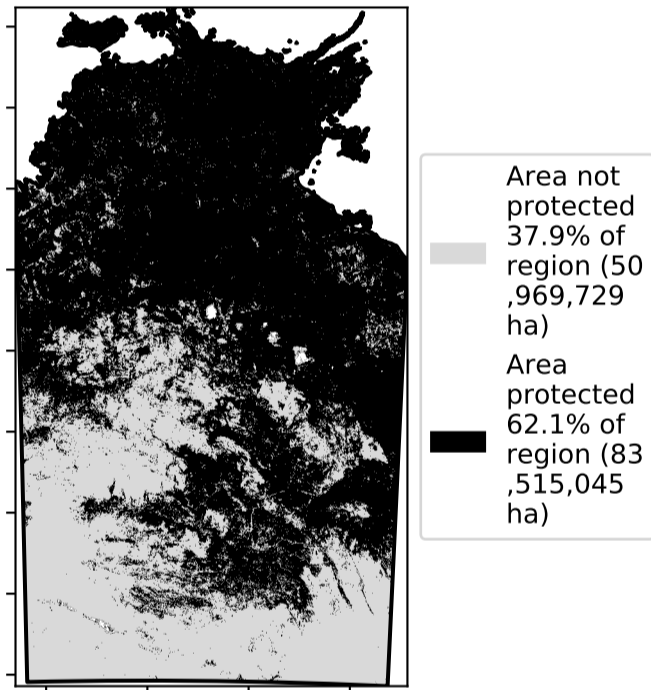 Area not
protected
37.9% of
region (50
,969,729
ha)
Area
protected
62.1% of
region (83
,515,045
ha)